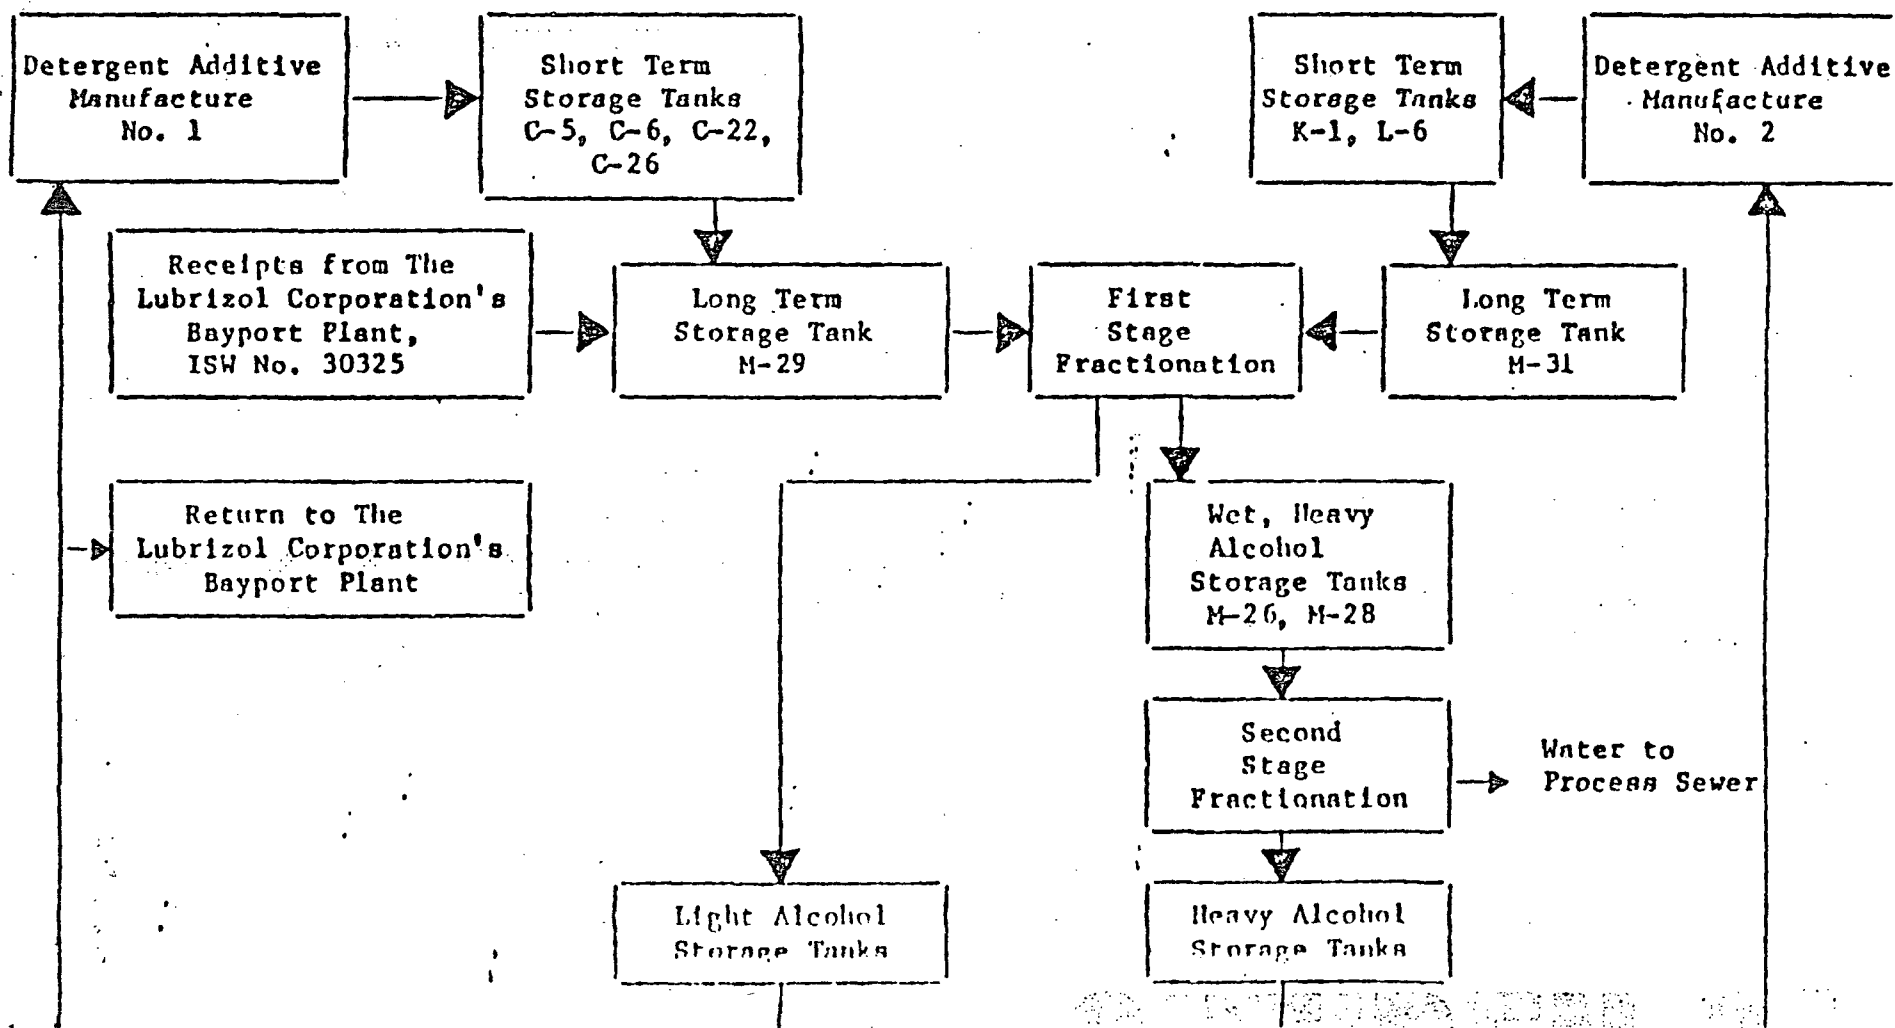 Detergent Additive
Manufacture
No. 1
Short Term
Storage Tanks
C-5, C-6, C-22,
C-26
Short Term
Storage Tanks
K-1, L-6
Detergent Additive
Manufacture
No. 2
Receipts from The
Lubrizol Corporation's
Bayport Plant,
ISW No. 30325
Long Term
Storage Tank
M-29
First
Stage
Fractionation
Long Term
Storage Tank
M-31
Return to The
Lubrizol Corporation's
Bayport Plant
Wet, Heavy
Alcohol
Storage Tanks
M-26, M-28
Second
Stage
Fractionation
Water to
Process Sewer
Light Alcohol
Storage Tanks
Heavy Alcohol
Storage Tanks